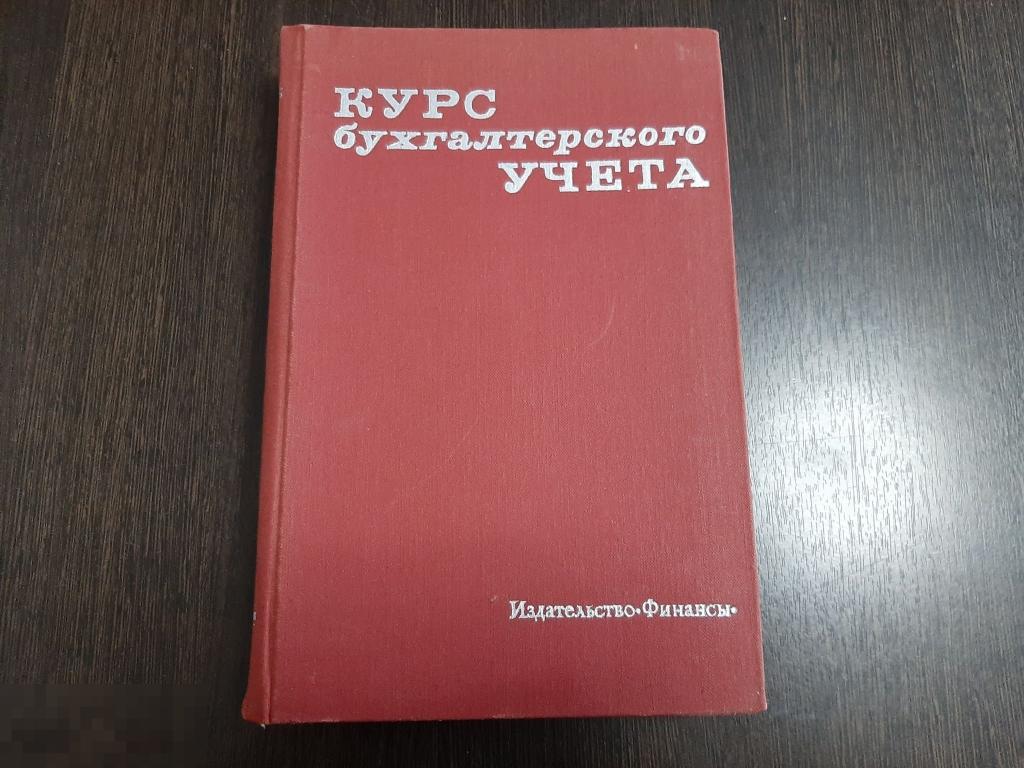 КУРС
бухгалтерского
УЧЕТА
Издательство•Финансы•